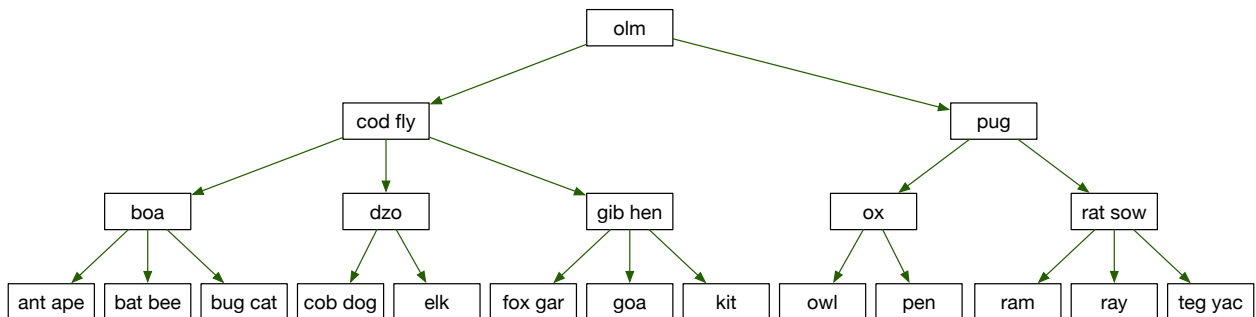 olm
cod fly
pug
boa
dzo
gib hen
ox
rat sow
ant ape
bat bee
bug cat
cob dog
elk
fox gar
goa
kit
owl
pen
ram
ray
teg yac